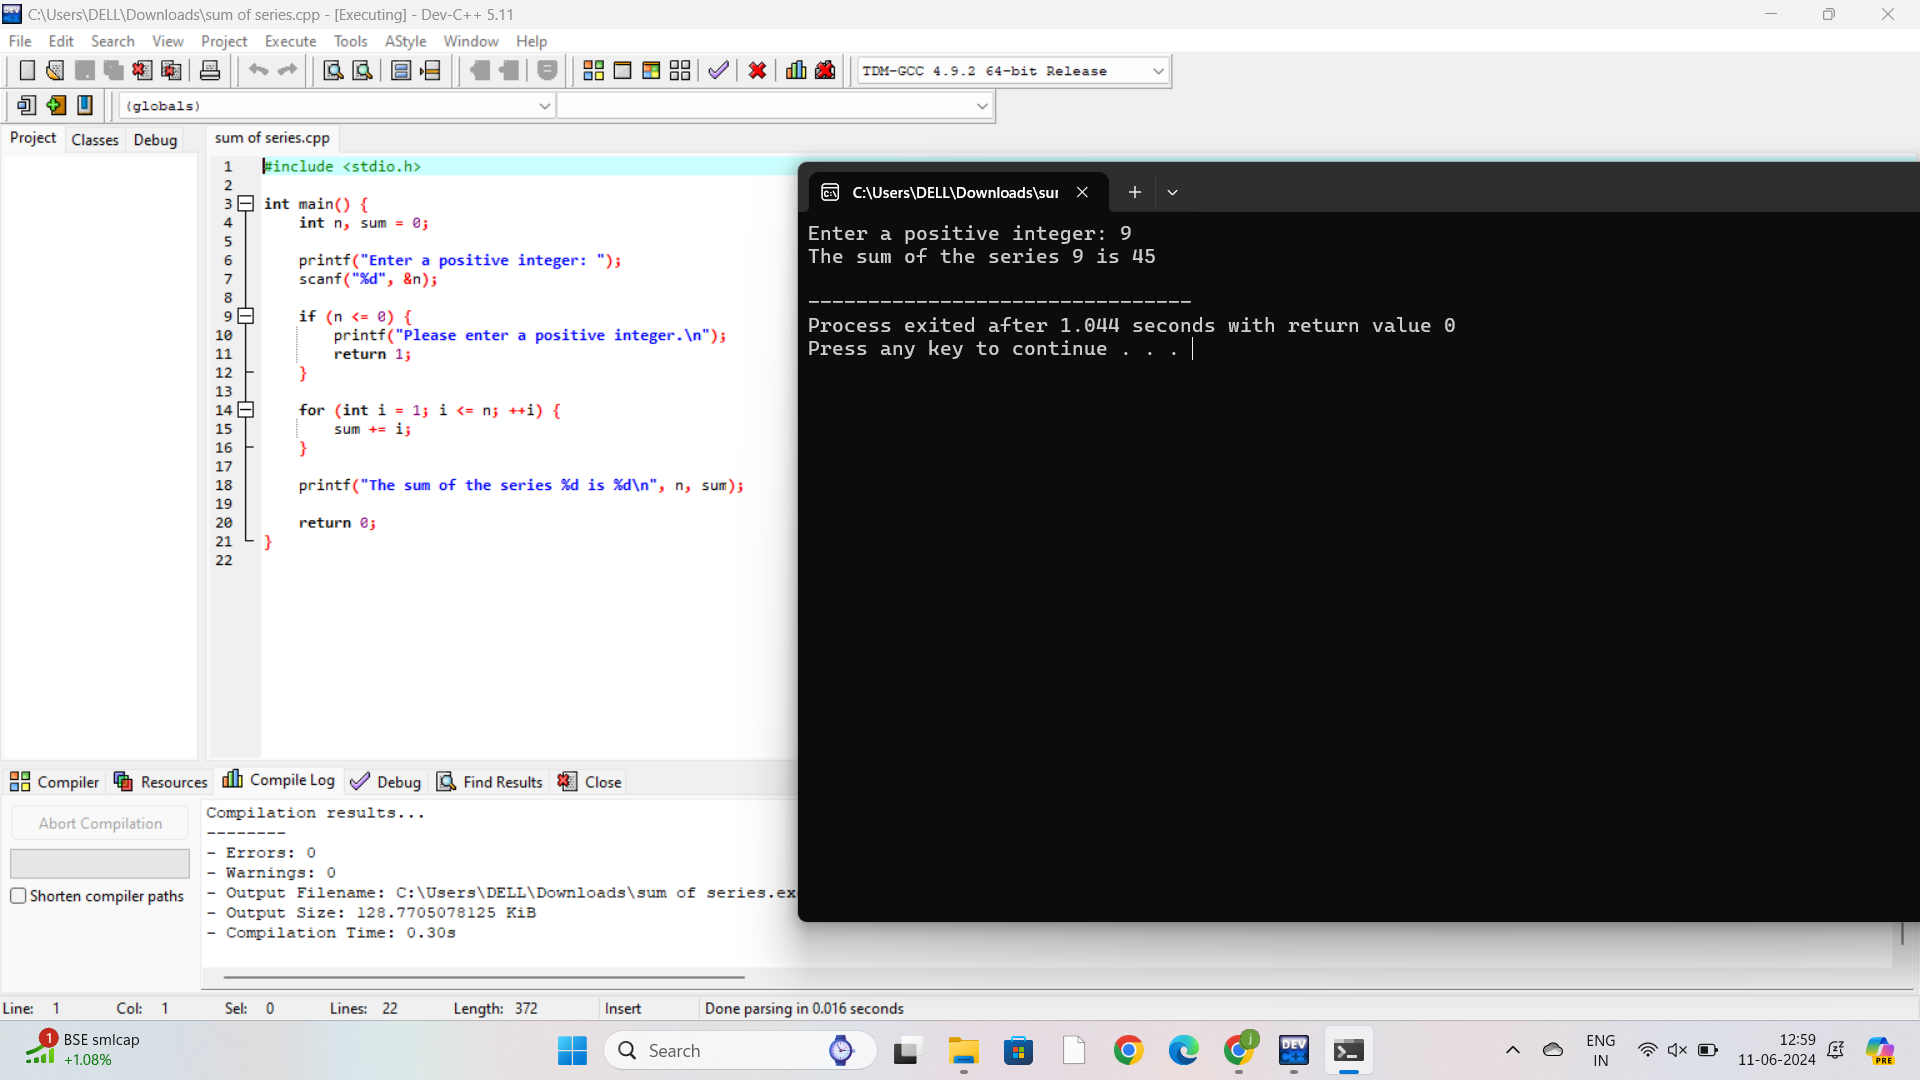 C:\Users\DELL\Downloads\sum of series.cpp - [Executing] - Dev-C++ 5.11
File Edit Search View Project Execute Tools AStyle Window Help
TDM-GCC 4.9.2 64-bit Release
(globals)
Project Classes Debug
sum of series.cpp
1 #include <stdio.h>
2
3 int main() {
4 int n, sum = 0;
5
6 printf("Enter a positive integer: ");
7 scanf("%d", &n);
8
9 if (n <= 0) {
10 printf("Please enter a positive integer.\n");
11 return 1;
12 }
13
14 for (int i = 1; i <= n; ++i) {
15 sum += i;
16 }
17
18 printf("The sum of the series %d is %d\n", n, sum);
19
20 return 0;
21 }
22
C:\Users\DELL\Downloads\sur
Enter a positive integer: 9
The sum of the series 9 is 45
--------------------------------
Process exited after 1.044 seconds with return value 0
Press any key to continue . . .
Compiler Resources Compile Log Debug Find Results Close
Abort Compilation
Shorten compiler paths
Compilation results...
--------
- Errors: 0
- Warnings: 0
- Output Filename: C:\Users\DELL\Downloads\sum of series.ex
- Output Size: 128.7705078125 KiB
- Compilation Time: 0.30s
Line: 1 Col: 1 Sel: 0 Lines: 22 Length: 372 Insert Done parsing in 0.016 seconds
1
BSE smlcap
+1.08%
Search
DEV
j
ENG
IN
12:59
11-06-2024
PRE